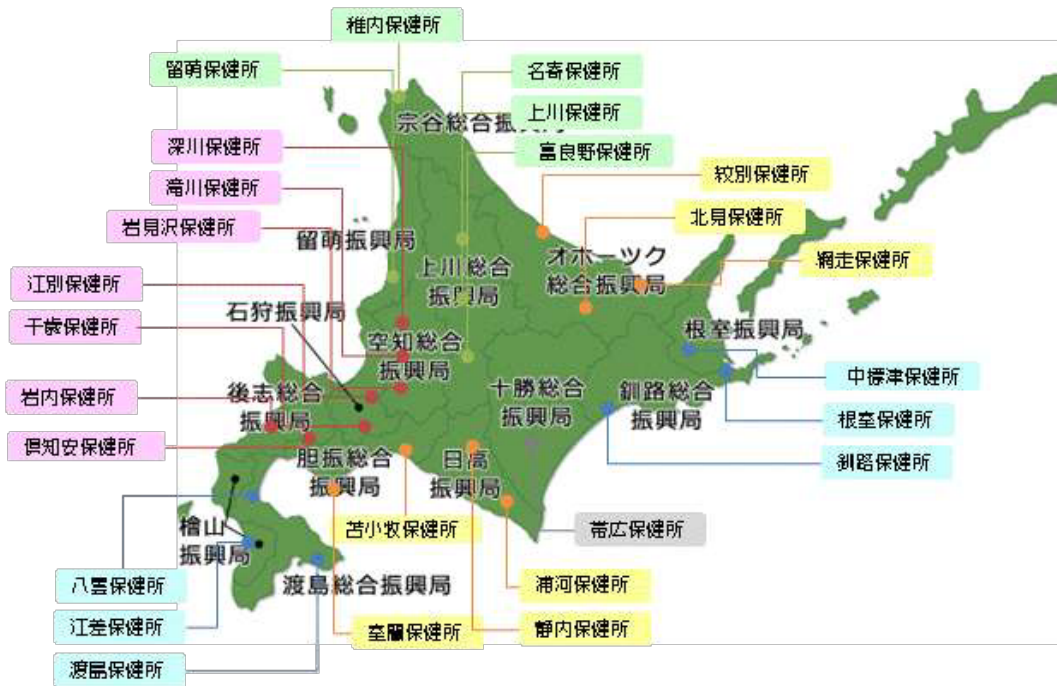 稚内保健所
留萌保健所
名寄保健所
上川保健所
宗谷総合振興局
深川保健所
富良野保健所
紋別保健所
滝川保健所
北見保健所
岩見沢保健所
留萌振興局
上川総合
振興局
オホーツク
総合振興局
網走保健所
江別保健所
石狩振興局
千歳保健所
空知総合
振興局
根室振興局
後志総合
振興局
十勝総合
振興局
釧路総合
振興局
中標津保健所
岩内保健所
根室保健所
倶知安保健所
胆振総合
振興局
日高
振興局
釧路保健所
檜山
振興局
苫小牧保健所
帯広保健所
八雲保健所
渡島総合振興局
浦河保健所
江差保健所
室蘭保健所
静内保健所
渡島保健所